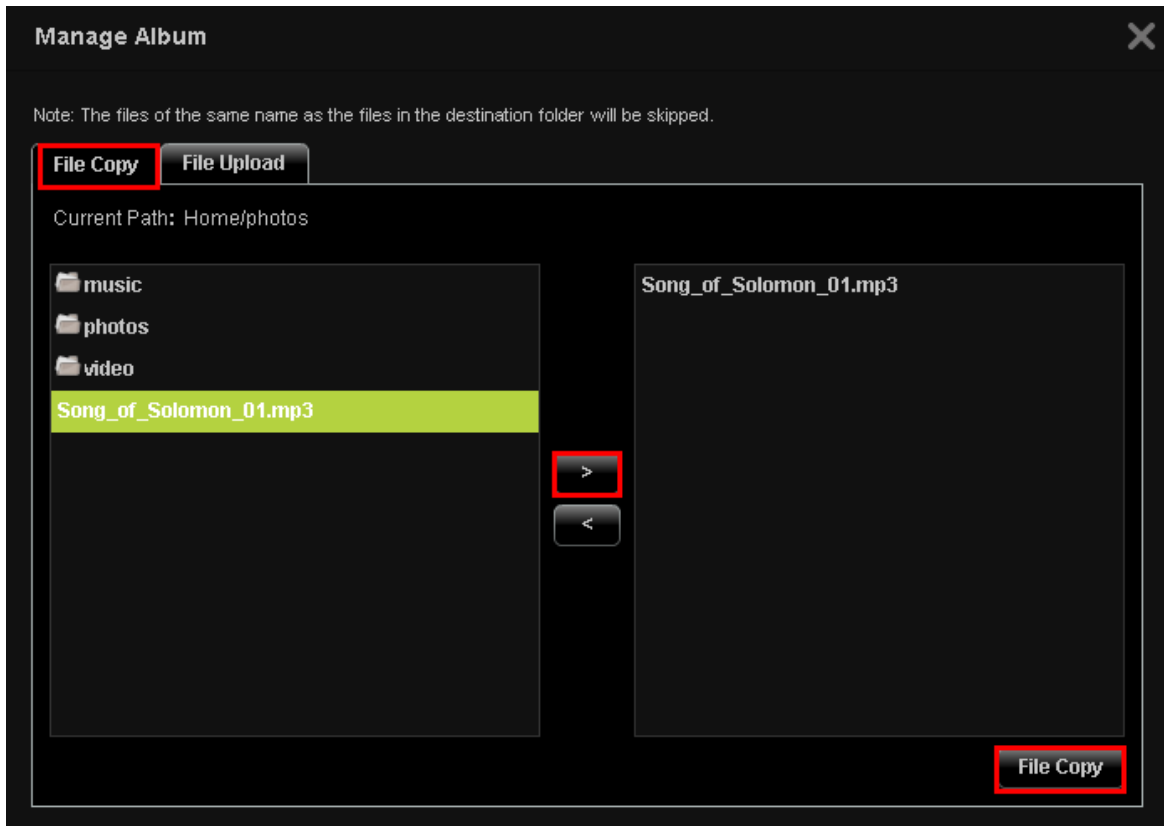 Manage Album
Note: The files of the same name as the files in the destination folder will be skipped.
File Copy
File Upload
Current Path: Home/photos
music
photos
video
Song_of_Solomon_01.mp3
>
<
Song_of_Solomon_01.mp3
File Copy